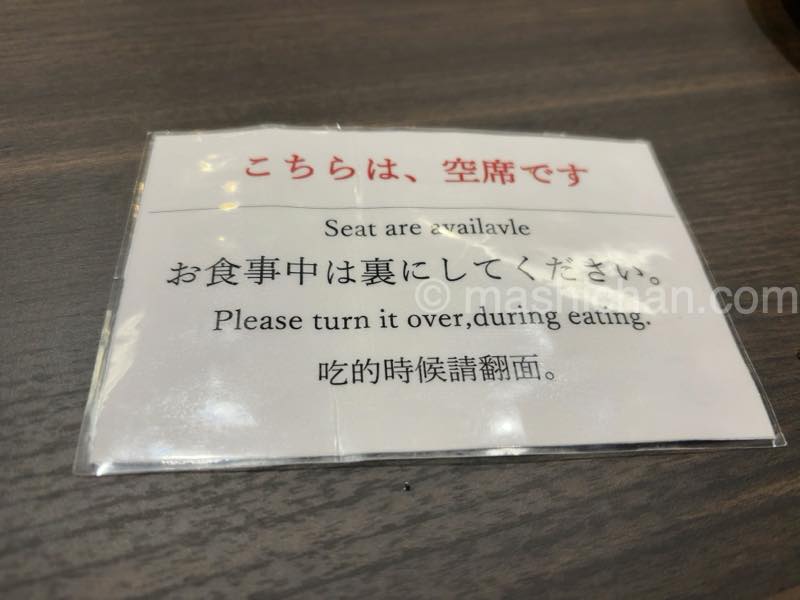 こちらは、空席です
Seat are availavle
お食事中は裏にしてください。
© mashichan.com
Please turn it over,during eating.
吃的時候請翻面。